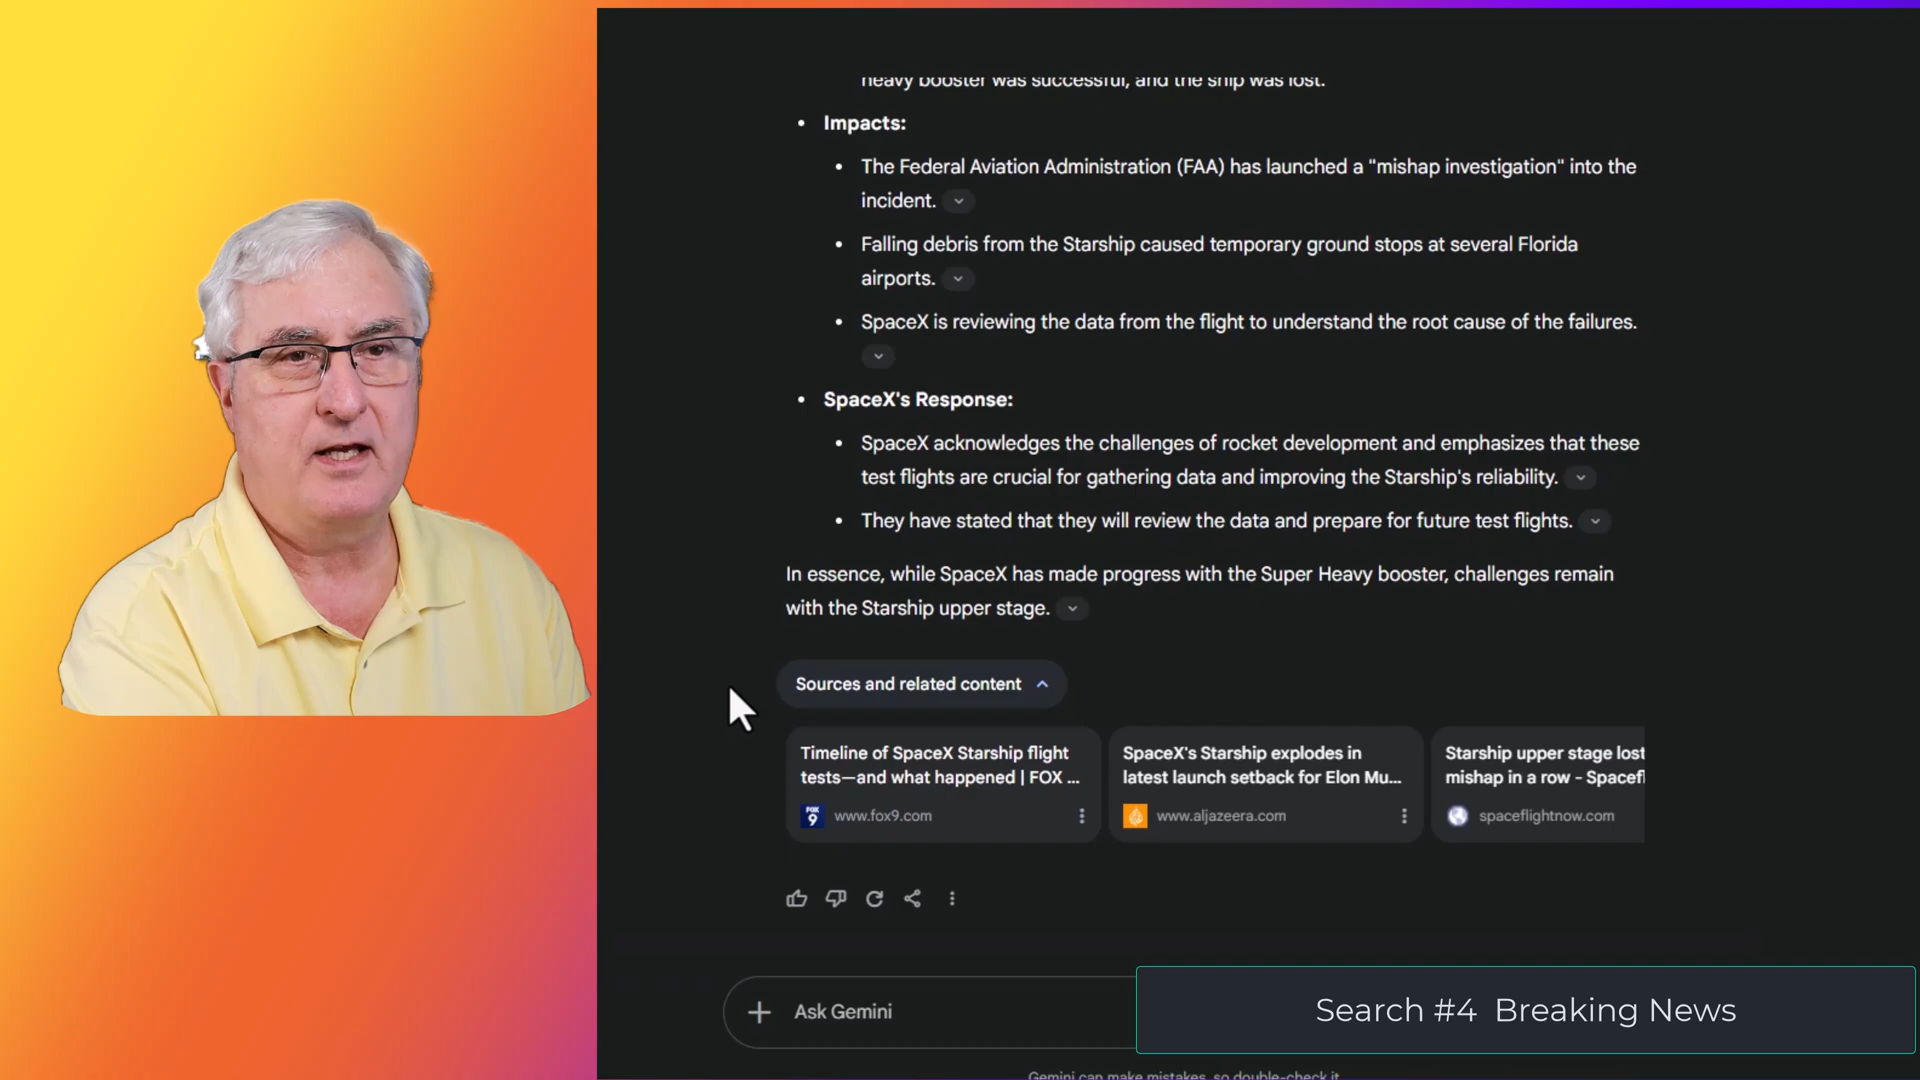 heavy booster was successful, and the ship was lost.
• Impacts:
• The Federal Aviation Administration (FAA) has launched a "mishap investigation" into the
incident.
• Falling debris from the Starship caused temporary ground stops at several Florida
airports.
• SpaceX is reviewing the data from the flight to understand the root cause of the failures.
• SpaceX's Response:
• SpaceX acknowledges the challenges of rocket development and emphasizes that these
test flights are crucial for gathering data and improving the Starship's reliability.
• They have stated that they will review the data and prepare for future test flights.
In essence, while SpaceX has made progress with the Super Heavy booster, challenges remain
with the Starship upper stage.
Sources and related content
Timeline of SpaceX Starship flight
tests—and what happened | FOX ...
FOX 9 www.fox9.com
SpaceX's Starship explodes in
latest launch setback for Elon Mu...
www.aljazeera.com
Starship upper stage lost
mishap in a row - Spacefl
spaceflightnow.com
Ask Gemini
Search #4 Breaking News
Gemini can make mistakes, so double-check it